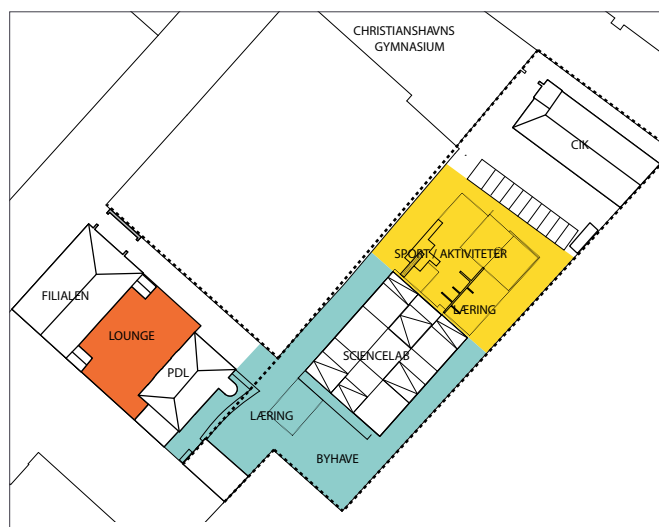 CHRISTIANSHAVNS
GYMNASIUM
CIK
SPORT / AKTIVITETER
FILIALEN
LÆRING
LOUNGE
SCIENCELAB
PDL
LÆRING
BYHAVE